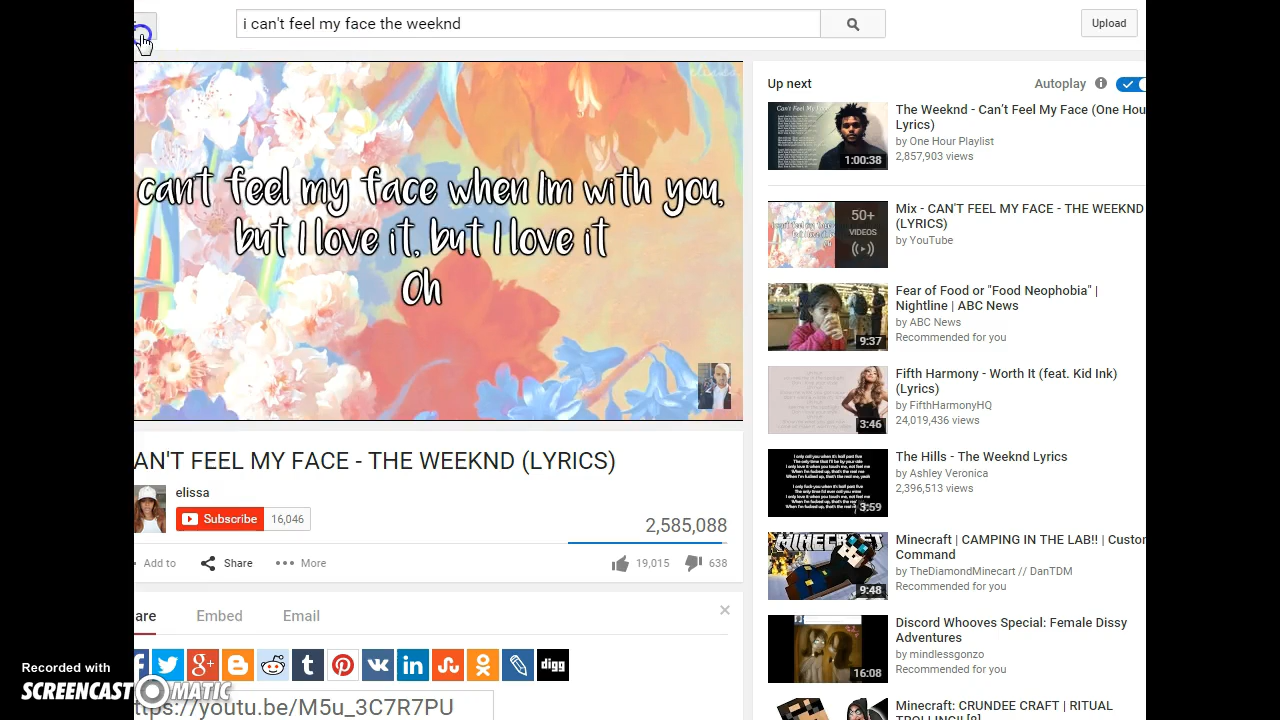 i can't feel my face the weeknd
Upload
can't feel my face when Im with you,
but I love it, but I love it
Oh
AN'T FEEL MY FACE - THE WEEKND (LYRICS)
elissa
Subscribe 16,046
2,585,088
Add to Share More 19,015 638
are Embed Email
digg
ttps://youtu.be/M5u_3C7R7PU
Up next Autoplay
The Weeknd - Can't Feel My Face (One Hou
Lyrics)
by One Hour Playlist
2,857,903 views
1:00:38
Mix - CAN'T FEEL MY FACE - THE WEEKND
(LYRICS)
by YouTube
50+
VIDEOS
Fear of Food or "Food Neophobia" |
Nightline | ABC News
by ABC News
Recommended for you
9:37
Fifth Harmony - Worth It (feat. Kid Ink)
(Lyrics)
by FifthHarmonyHQ
24,019,436 views
3:46
The Hills - The Weeknd Lyrics
by Ashley Veronica
2,396,513 views
3:59
Minecraft | CAMPING IN THE LAB!! | Custor
Command
by TheDiamondMinecart // DanTDM
Recommended for you
MINECRAFT
9:48
Discord Whooves Special: Female Dissy
Adventures
by mindlessgonzo
Recommended for you
16:08
Minecraft: CRUNDEE CRAFT | RITUAL
TROLLING!! [8]
Recorded with
SCREENCAST MATIC